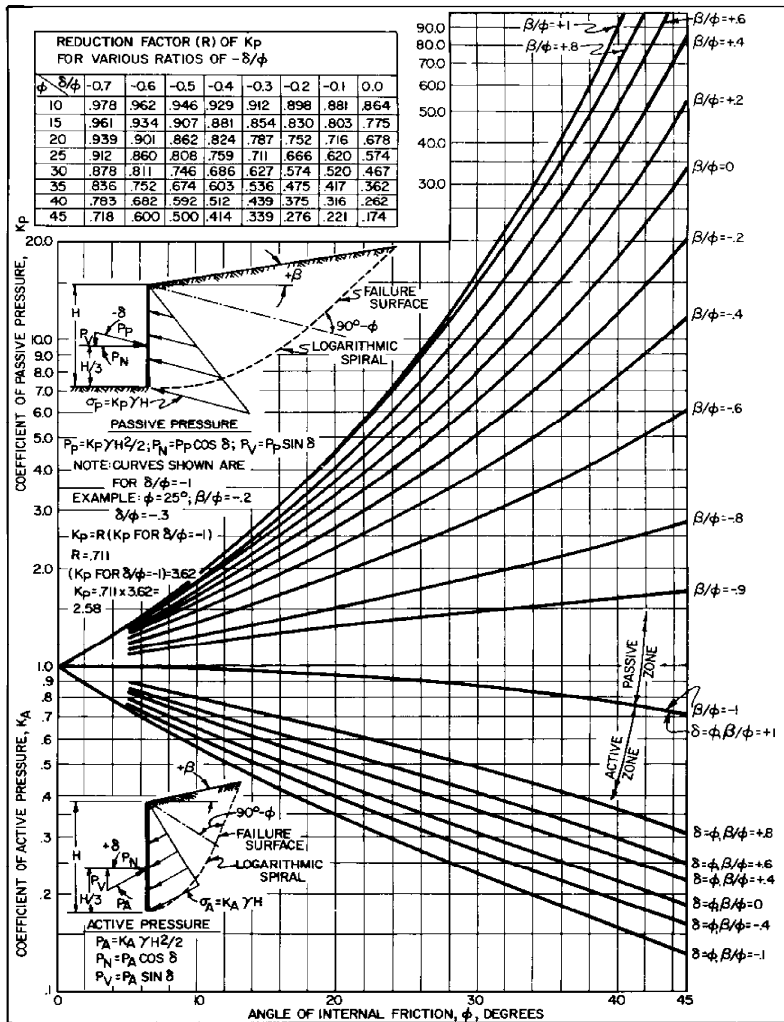 REDUCTION FACTOR (R) OF Kp
FOR VARIOUS RATIOS OF -δ/φ
φ δ/φ -0.7 -0.6 -0.5 -0.4 -0.3 -0.2 -0.1 0.0
10 .978 .962 .946 .929 .912 .898 .881 .864
15 .961 .934 .907 .881 .854 .830 .803 .775
20 .939 .901 .862 .824 .787 .752 .716 .678
25 .912 .860 .808 .759 .711 .666 .620 .574
30 .878 .811 .746 .686 .627 .574 .520 .467
35 .836 .752 .674 .603 .536 .475 .417 .362
40 .783 .682 .592 .512 .439 .375 .316 .262
45 .718 .600 .500 .414 .339 .276 .221 .174
90.0
80.0
70.0
60.0
50.0
40.0
30.0
β/φ=+1
β/φ=+.8
β/φ=+.6
β/φ=+.4
β/φ=+.2
β/φ=0
β/φ=-.2
β/φ=-.4
β/φ=-.6
β/φ=-.8
β/φ=-.9
β/φ=-1
δ=φ,β/φ=+1
δ=φ,β/φ=+.8
δ=φ,β/φ=+.6
δ=φ,β/φ=+.4
δ=φ,β/φ=0
δ=φ,β/φ=-.4
δ=φ,β/φ=-.1
COEFFICIENT OF PASSIVE PRESSURE, Kp
20.0
10.0
9.0
8.0
7.0
6.0
5.0
4.0
3.0
2.0
1.0
+β
H
-δ
Pp
Pv
PN
H/3
FAILURE
SURFACE
90°-φ
LOGARITHMIC
SPIRAL
σp=Kp γH
PASSIVE PRESSURE
Pp=Kp γH2/2; PN=Pp COS δ; PV=Pp SIN δ
NOTE: CURVES SHOWN ARE
FOR δ/φ=-1
EXAMPLE: φ=25°; β/φ=-.2
δ/φ=-.3
Kp=R(Kp FOR δ/φ=-1)
R=.711
(Kp FOR δ/φ=-1)=3.62
Kp=.711 x 3.62=
2.58
PASSIVE
ZONE
ACTIVE
ZONE
COEFFICIENT OF ACTIVE PRESSURE, KA
.9
.8
.7
.6
.5
.4
.3
.2
.1
+β
H
+δ
PN
Pv
PA
H/3
90°-φ
FAILURE
SURFACE
LOGARITHMIC
SPIRAL
σA=KA γH
ACTIVE PRESSURE
PA=KA γH2/2
PN=PA COS δ
PV=PA SIN δ
0 10 20 30 40 45
ANGLE OF INTERNAL FRICTION, φ, DEGREES